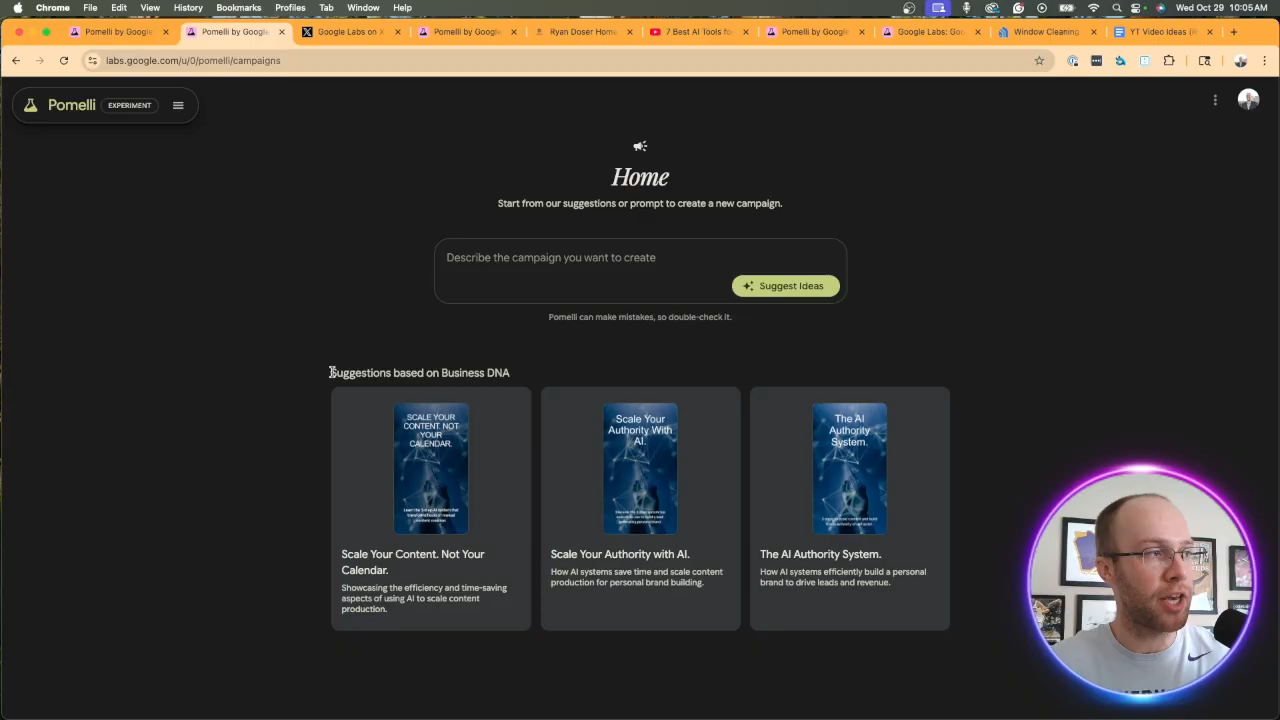 Chrome File Edit View History Bookmarks Profiles Tab Window Help Wed Oct 29 10:05AM
Pomelli by Google Pomelli by Google Google Labs on X Pomelli by Google Ryan Doser Home 7 Best AI Tools for Pomelli by Google Google Labs: Goo Window Cleaning YT Video Ideas (R
labs.google.com/u/0/pomelli/campaigns
Pomelli EXPERIMENT
Home
Start from our suggestions or prompt to create a new campaign.
Describe the campaign you want to create
Suggest Ideas
Pomelli can make mistakes, so double-check it.
Suggestions based on Business DNA
SCALE YOUR
CONTENT. NOT
YOUR
CALENDAR.
Learn the
content creation.
Scale Your Content. Not Your
Calendar.
Showcasing the efficiency and time-saving
aspects of using AI to scale content
production.
Scale Your
Authority With
AI.
Scale Your Authority with AI.
How AI systems save time and scale content
production for personal brand building.
The AI
Authority
System.
The AI Authority System.
How AI systems efficiently build a personal
brand to drive leads and revenue.